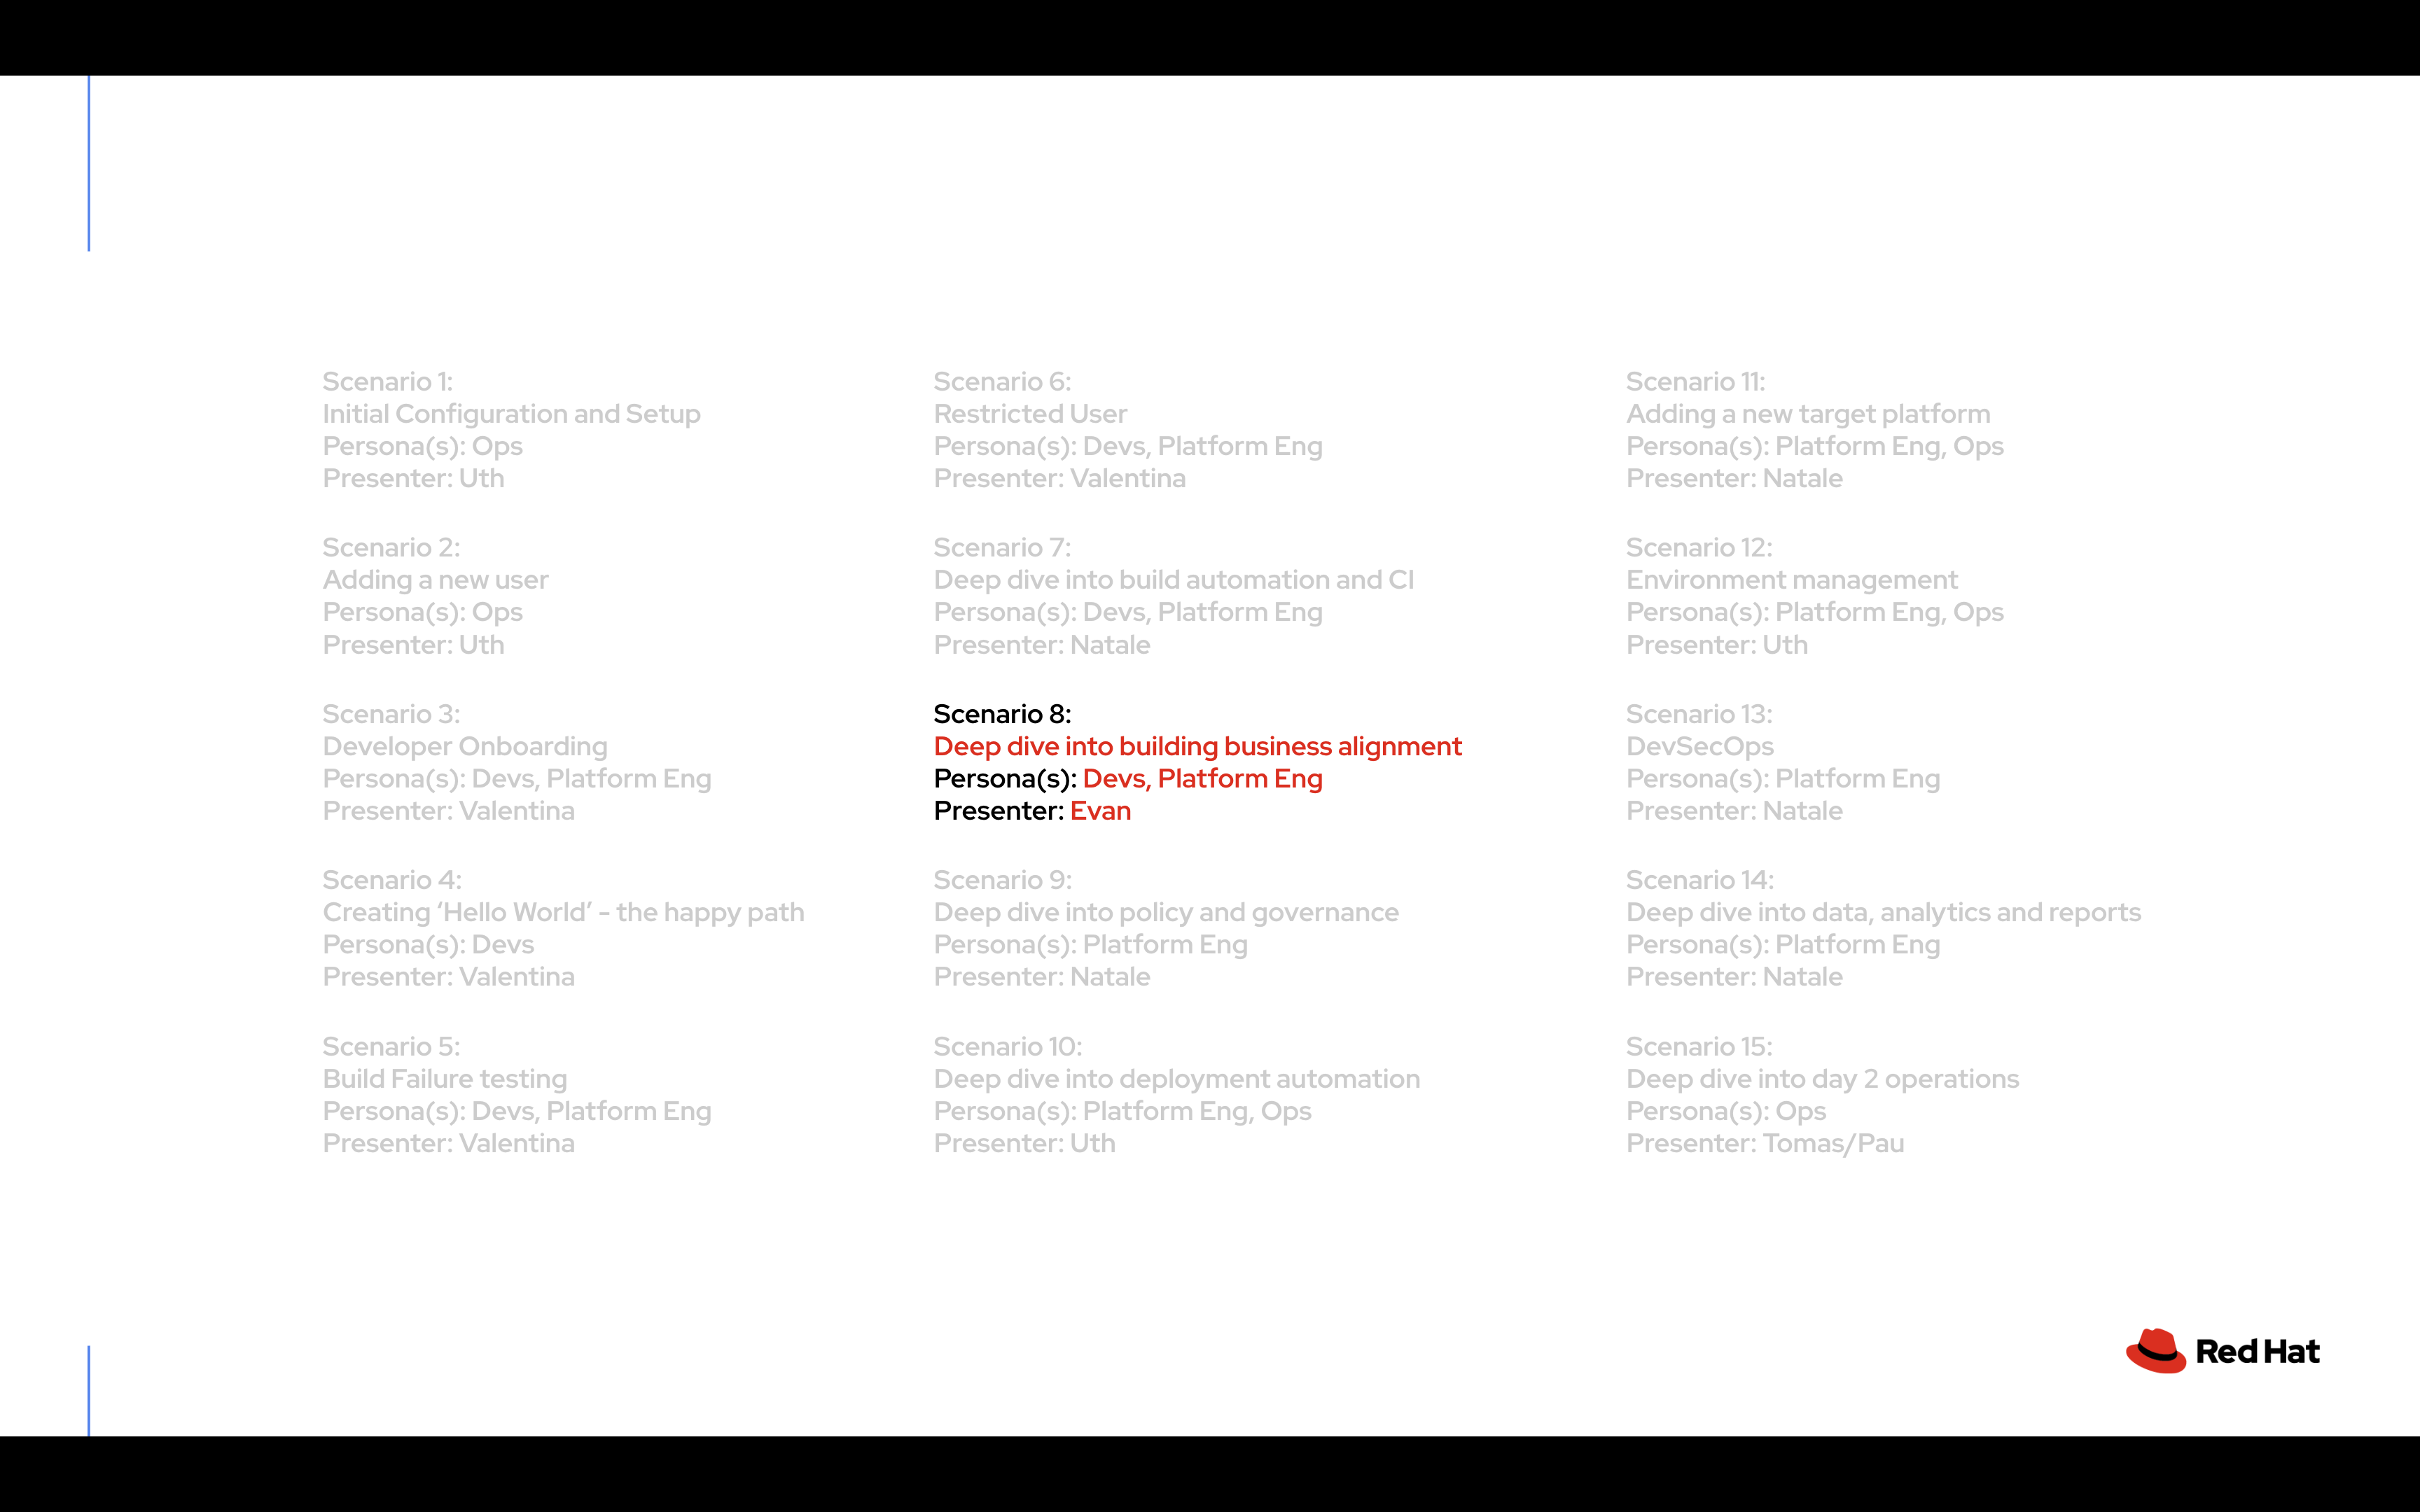 Scenario 1:
Initial Configuration and Setup
Persona(s): Ops
Presenter: Uth
Scenario 2:
Adding a new user
Persona(s): Ops
Presenter: Uth
Scenario 3:
Developer Onboarding
Persona(s): Devs, Platform Eng
Presenter: Valentina
Scenario 4:
Creating ‘Hello World’ - the happy path
Persona(s): Devs
Presenter: Valentina
Scenario 5:
Build Failure testing
Persona(s): Devs, Platform Eng
Presenter: Valentina
Scenario 6:
Restricted User
Persona(s): Devs, Platform Eng
Presenter: Valentina
Scenario 7:
Deep dive into build automation and CI
Persona(s): Devs, Platform Eng
Presenter: Natale
Scenario 8:
Deep dive into building business alignment
Persona(s): Devs, Platform Eng
Presenter: Evan
Scenario 9:
Deep dive into policy and governance
Persona(s): Platform Eng
Presenter: Natale
Scenario 10:
Deep dive into deployment automation
Persona(s): Platform Eng, Ops
Presenter: Uth
Scenario 11:
Adding a new target platform
Persona(s): Platform Eng, Ops
Presenter: Natale
Scenario 12:
Environment management
Persona(s): Platform Eng, Ops
Presenter: Uth
Scenario 13:
DevSecOps
Persona(s): Platform Eng
Presenter: Natale
Scenario 14:
Deep dive into data, analytics and reports
Persona(s): Platform Eng
Presenter: Natale
Scenario 15:
Deep dive into day 2 operations
Persona(s): Ops
Presenter: Tomas/Pau
Red Hat